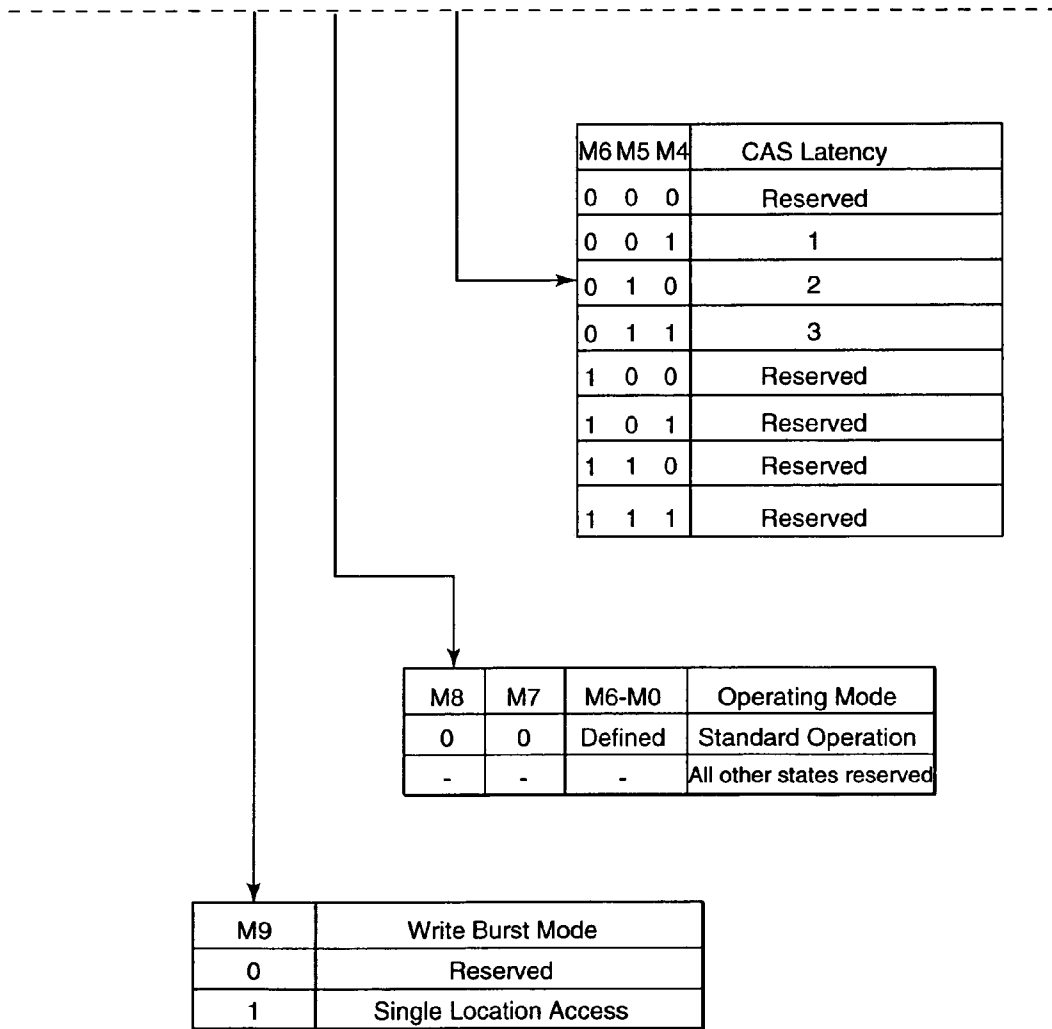 M6 M5 M4 CAS Latency
0 0 0 Reserved
0 0 1 1
0 1 0 2
0 1 1 3
1 0 0 Reserved
1 0 1 Reserved
1 1 0 Reserved
1 1 1 Reserved
M8 M7 M6-M0 Operating Mode
0 0 Defined Standard Operation
- - - All other states reserved
M9 Write Burst Mode
0 Reserved
1 Single Location Access